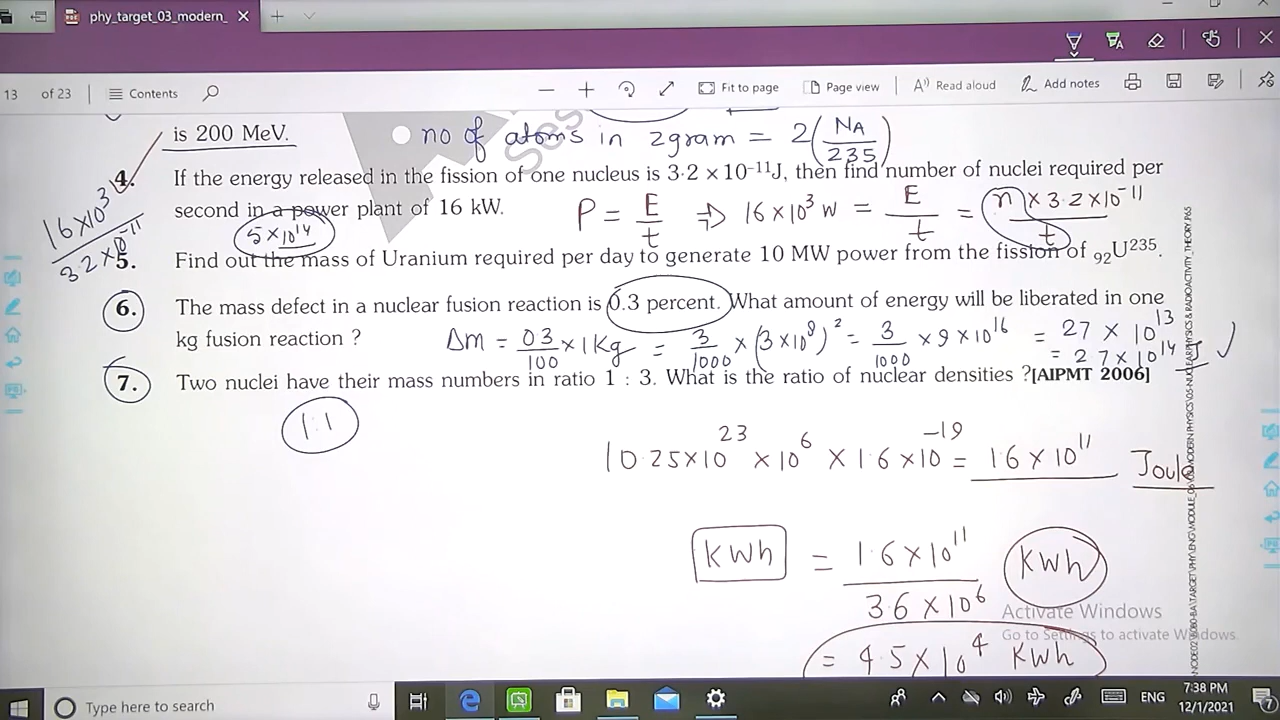 phy_target_03_modern_
13 of 23 Contents Fit to page Page view Read aloud Add notes
is 200 MeV.
no of atoms in 2gram = 2(NA/235)
4. If the energy released in the fission of one nucleus is 3·2 × 10⁻¹¹J, then find number of nuclei required per
second in a power plant of 16 kW. P = E/t ⇒ 16×10³ W = E/t = n × 3·2×10⁻¹¹/t
16×10³/3·2×10⁻¹¹
5×10¹⁴
5. Find out the mass of Uranium required per day to generate 10 MW power from the fission of ₉₂U²³⁵.
6. The mass defect in a nuclear fusion reaction is 0.3 percent. What amount of energy will be liberated in one
kg fusion reaction ? Δm = 0·3/100 × 1 Kg = 3/1000 × (3×10⁸)² = 3/1000 × 9×10¹⁶ = 27 × 10¹³
= 2·7×10¹⁴ J
7. Two nuclei have their mass numbers in ratio 1 : 3. What is the ratio of nuclear densities ?[AIPMT 2006]
1:1
10·25×10²³ × 10⁶ × 1·6×10⁻¹⁹ = 1·6×10¹¹ Joule
KWh = 1·6×10¹¹/3·6×10⁶ KWh
= 4·5×10⁴ KWh
Activate Windows
Go to Settings to activate Windows.
Type here to search
ENG
7:38 PM
12/1/2021
7